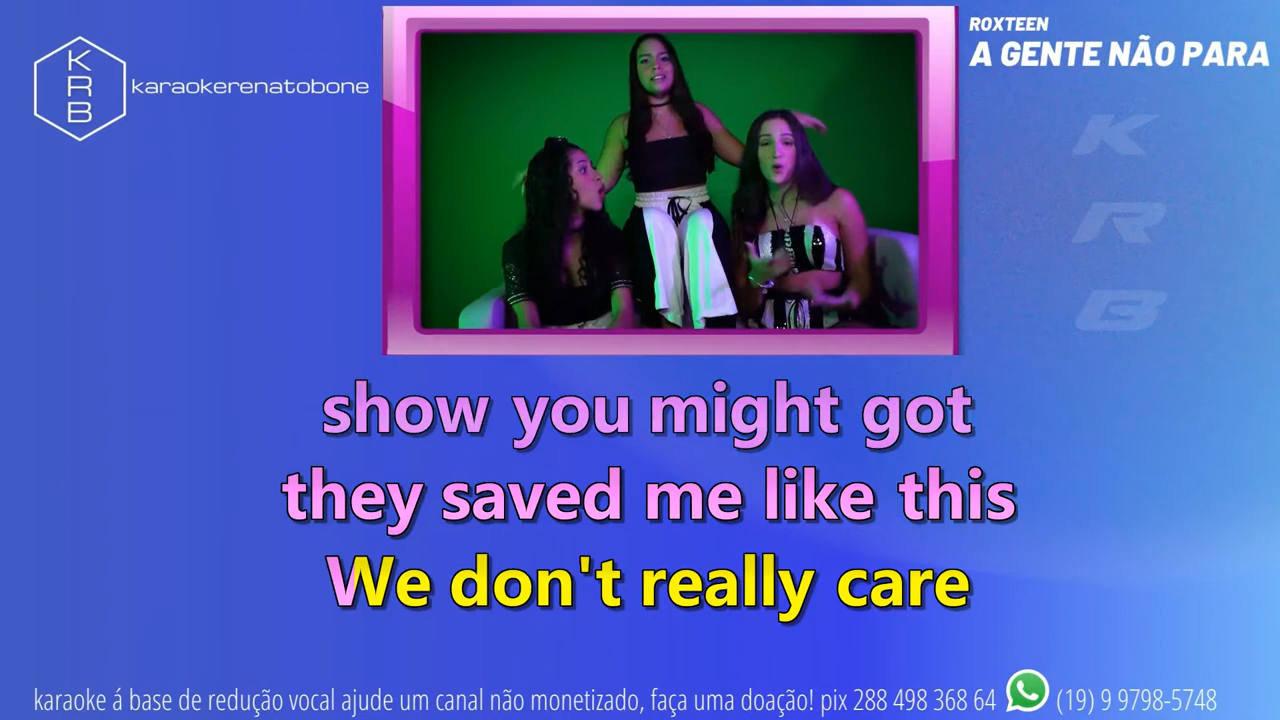 KRB
karaokerenatobone
ROXTEEN
A GENTE NÃO PARA
K
R
B
show you might got
they saved me like this
We don't really care
karaoke á base de redução vocal ajude um canal não monetizado, faça uma doação! pix 288 498 368 64 (19) 9 9798-5748